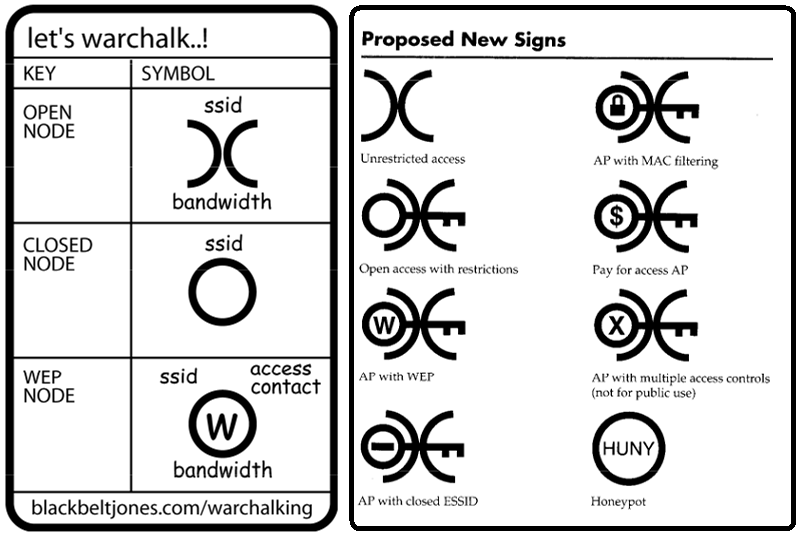 let's warchalk..!
KEY SYMBOL
OPEN
NODE
ssid
bandwidth
CLOSED
NODE
ssid
WEP
NODE
ssid
access
contact
W
bandwidth
blackbeltjones.com/warchalking
Proposed New Signs
Unrestricted access
AP with MAC filtering
$
Open access with restrictions
Pay for access AP
W
X
AP with WEP
AP with multiple access controls
(not for public use)
HUNY
AP with closed ESSID
Honeypot